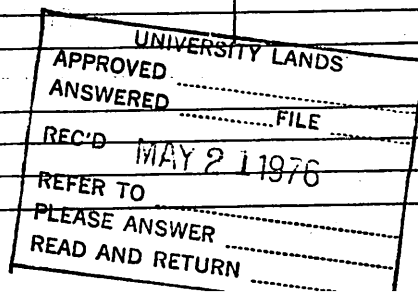 UNIVERSITY LANDS
APPROVED
ANSWERED FILE
REC'D MAY 21 1976
REFER TO
PLEASE ANSWER
READ AND RETURN